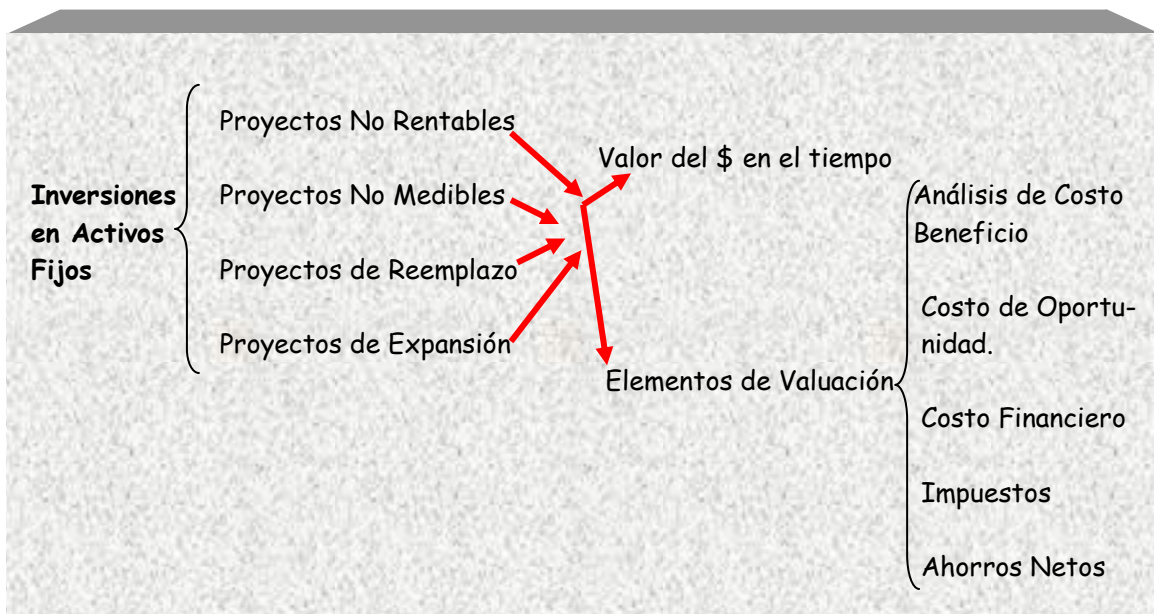 Inversiones
en Activos
Fijos
Proyectos No Rentables
Proyectos No Medibles
Proyectos de Reemplazo
Proyectos de Expansión
Valor del $ en el tiempo
Elementos de Valuación
Análisis de Costo
Beneficio
Costo de Oportu-
nidad.
Costo Financiero
Impuestos
Ahorros Netos